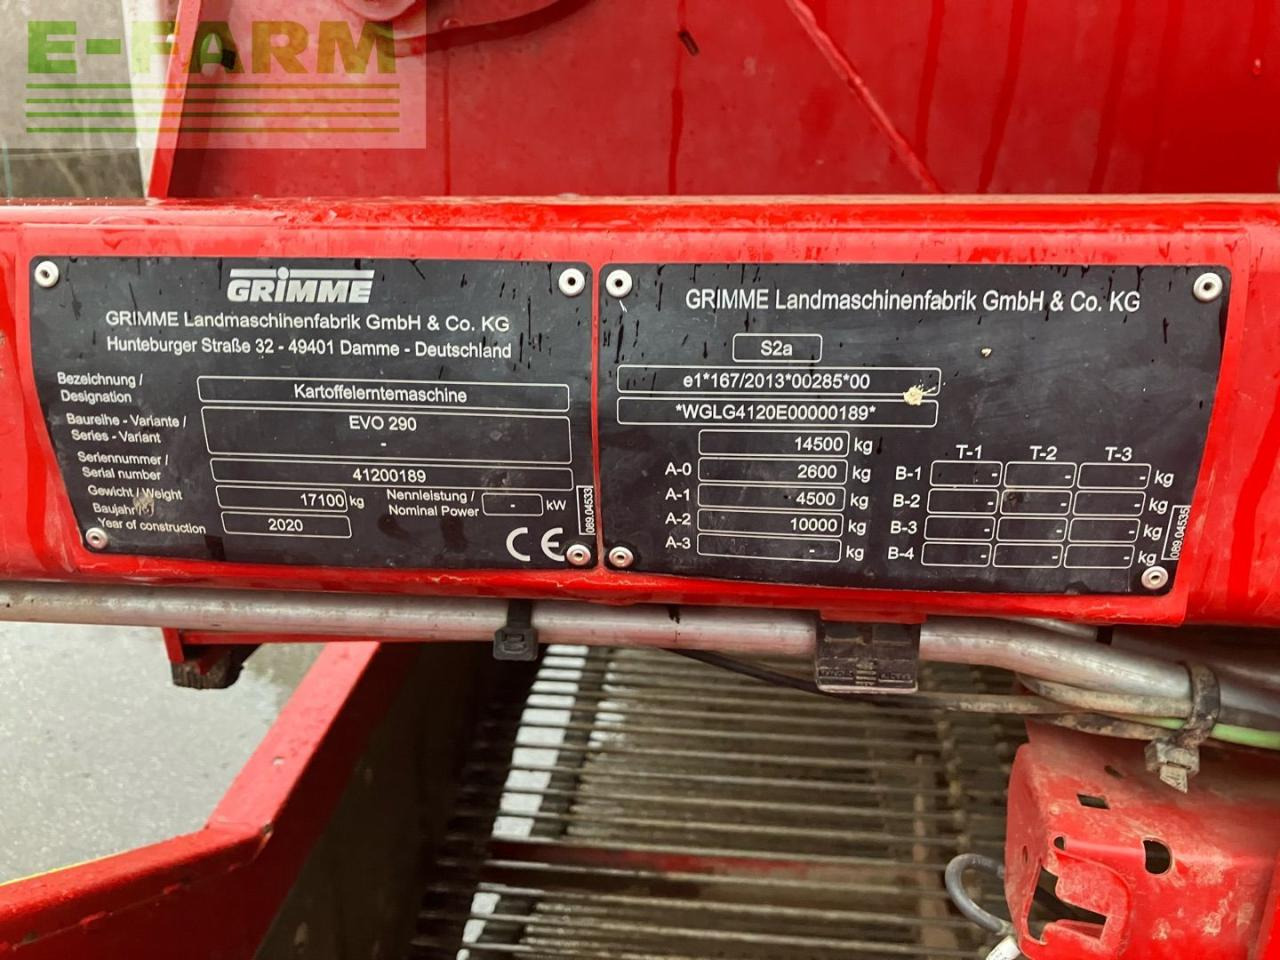 E-FARM
GRIMME
GRIMME Landmaschinenfabrik GmbH & Co. KG
Hunteburger Straße 32 - 49401 Damme - Deutschland
Bezeichnung /
Designation
Kartoffelerntemaschine
Baureihe - Variante /
Series - Variant
EVO 290
-
Seriennummer /
Serial number
41200189
Gewicht / Weight
17100 kg
Nennleistung /
Nominal Power
- kW
Baujahr /
Year of construction
2020
CE
089.04533
GRIMME Landmaschinenfabrik GmbH & Co. KG
S2a
e1*167/2013*00285*00
*WGLG4120E00000189*
14500 kg
A-0 2600 kg
A-1 4500 kg
A-2 10000 kg
A-3 - kg
T-1 T-2 T-3
B-1 - - - kg
B-2 - - - kg
B-3 - - - kg
B-4 - - - kg
089.04535